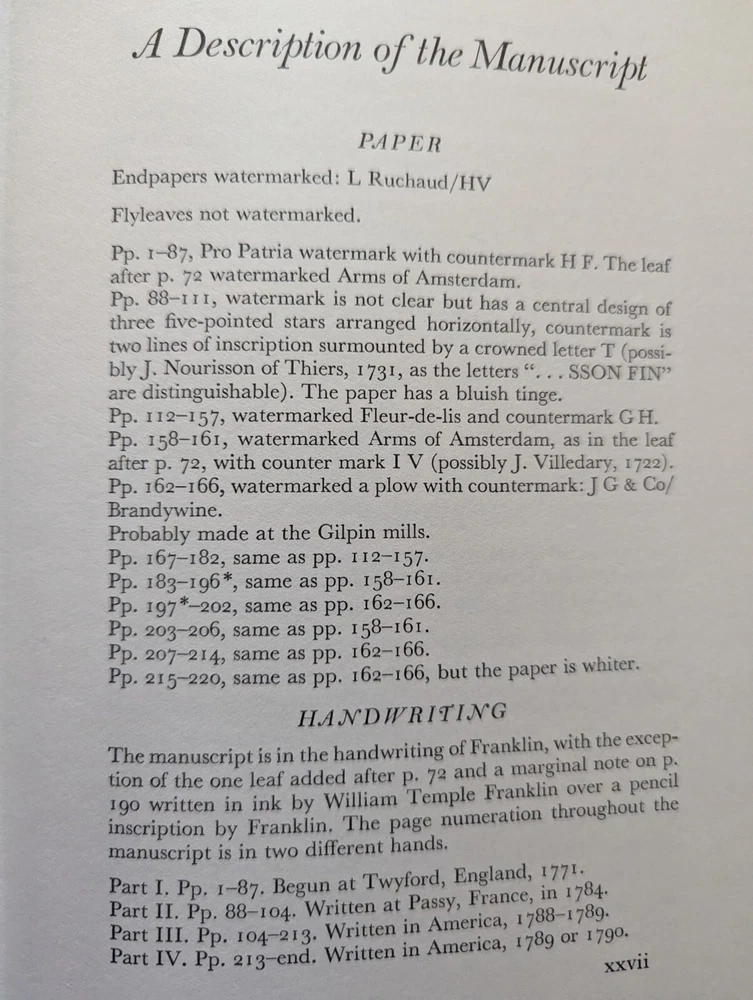 A Description of the Manuscript
PAPER
Endpapers watermarked: L Ruchaud/HV
Flyleaves not watermarked.
Pp. 1–87, Pro Patria watermark with countermark H F. The leaf
after p. 72 watermarked Arms of Amsterdam.
Pp. 88–111, watermark is not clear but has a central design of
three five-pointed stars arranged horizontally, countermark is
two lines of inscription surmounted by a crowned letter T (possi-
bly J. Nourisson of Thiers, 1731, as the letters “. . . SSON FIN”
are distinguishable). The paper has a bluish tinge.
Pp. 112–157, watermarked Fleur-de-lis and countermark G H.
Pp. 158–161, watermarked Arms of Amsterdam, as in the leaf
after p. 72, with counter mark I V (possibly J. Villedary, 1722).
Pp. 162–166, watermarked a plow with countermark: J G & Co/
Brandywine.
Probably made at the Gilpin mills.
Pp. 167–182, same as pp. 112–157.
Pp. 183–196*, same as pp. 158–161.
Pp. 197*–202, same as pp. 162–166.
Pp. 203–206, same as pp. 158–161.
Pp. 207–214, same as pp. 162–166.
Pp. 215–220, same as pp. 162–166, but the paper is whiter.
HANDWRITING
The manuscript is in the handwriting of Franklin, with the excep-
tion of the one leaf added after p. 72 and a marginal note on p.
190 written in ink by William Temple Franklin over a pencil
inscription by Franklin. The page numeration throughout the
manuscript is in two different hands.
Part I. Pp. 1–87. Begun at Twyford, England, 1771.
Part II. Pp. 88–104. Written at Passy, France, in 1784.
Part III. Pp. 104–213. Written in America, 1788–1789.
Part IV. Pp. 213–end. Written in America, 1789 or 1790.
xxvii